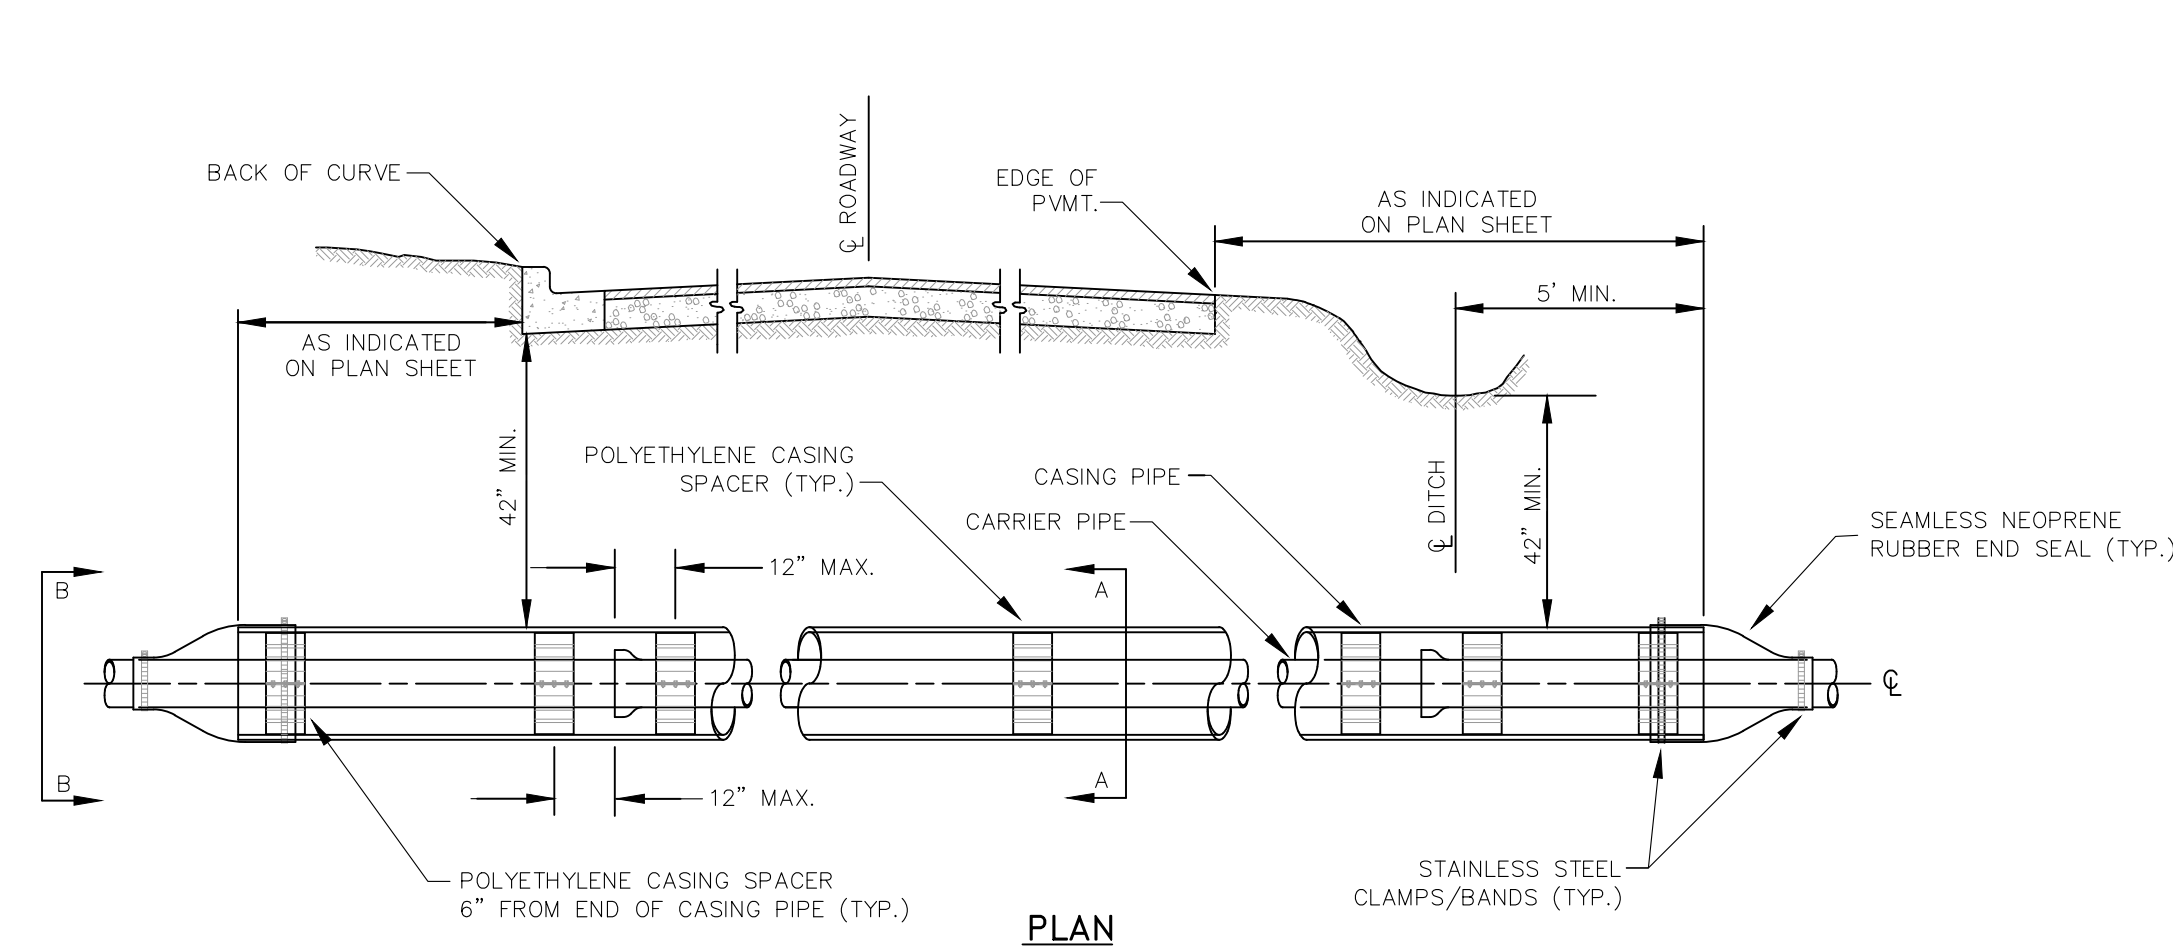 BACK OF CURVE
℄ ROADWAY
EDGE OF
PVMT.
AS INDICATED
ON PLAN SHEET
5' MIN.
AS INDICATED
ON PLAN SHEET
42" MIN.
POLYETHYLENE CASING
SPACER (TYP.)
CASING PIPE
CARRIER PIPE
℄ DITCH
42" MIN.
SEAMLESS NEOPRENE
RUBBER END SEAL (TYP.)
12" MAX.
B
A
℄
B
A
12" MAX.
STAINLESS STEEL
CLAMPS/BANDS (TYP.)
POLYETHYLENE CASING SPACER
6" FROM END OF CASING PIPE (TYP.)
PLAN